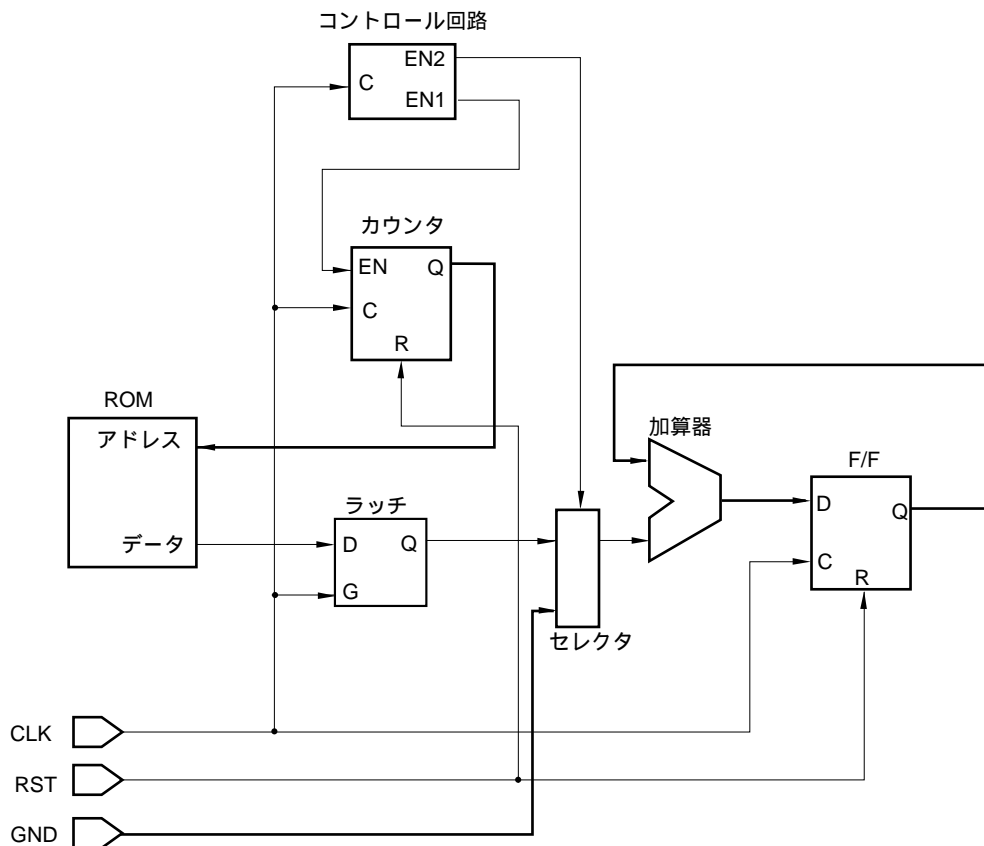 コントロール回路
EN2
C
EN1
カウンタ
EN
Q
C
R
ROM
アドレス
データ
ラッチ
D
Q
G
セレクタ
加算器
F/F
D
Q
C
R
CLK
RST
GND